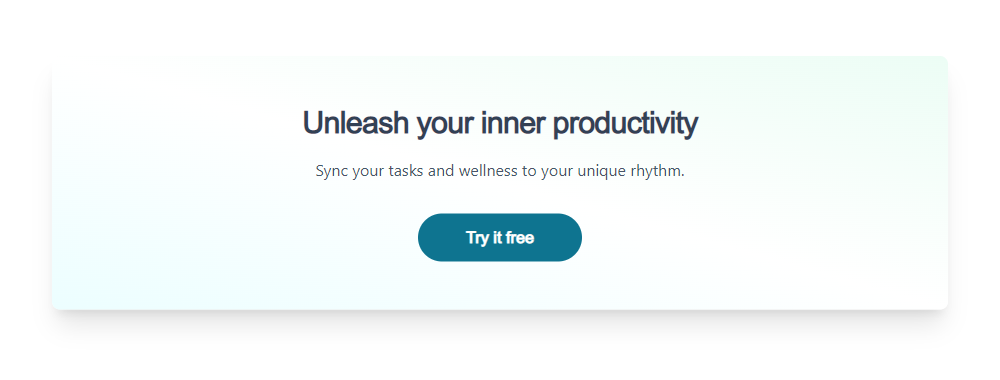 Unleash your inner productivity
Sync your tasks and wellness to your unique rhythm.
Try it free